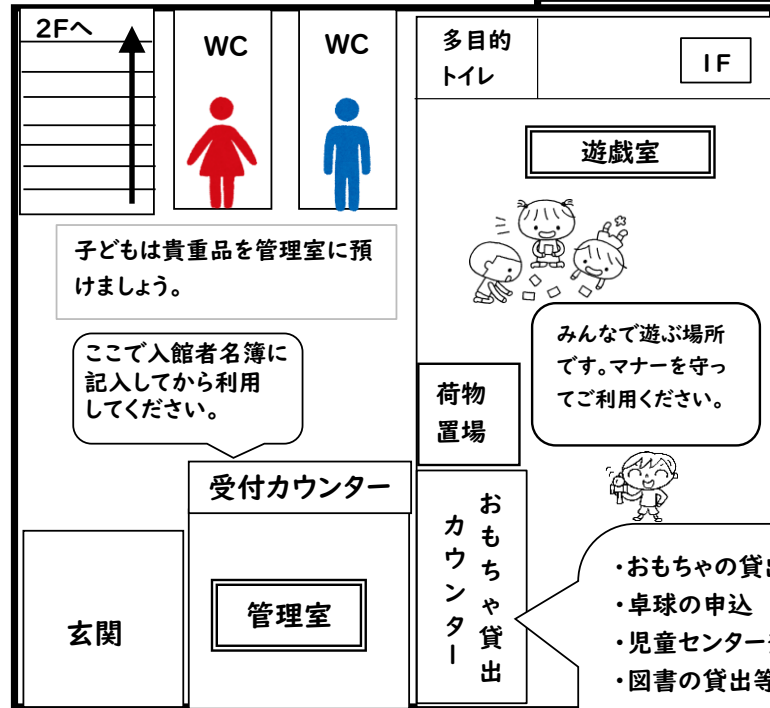 2Fへ
WC
WC
多目的
トイレ
1F
遊戯室
子どもは貴重品を管理室に預
けましょう。
みんなで遊ぶ場所
です。マナーを守っ
てご利用ください。
ここで入館者名簿に
記入してから利用
してください。
荷物
置場
受付カウンター
おもちゃ貸出
カウンター
・おもちゃの貸
・卓球の申込
・児童センター
・図書の貸出等
玄関
管理室